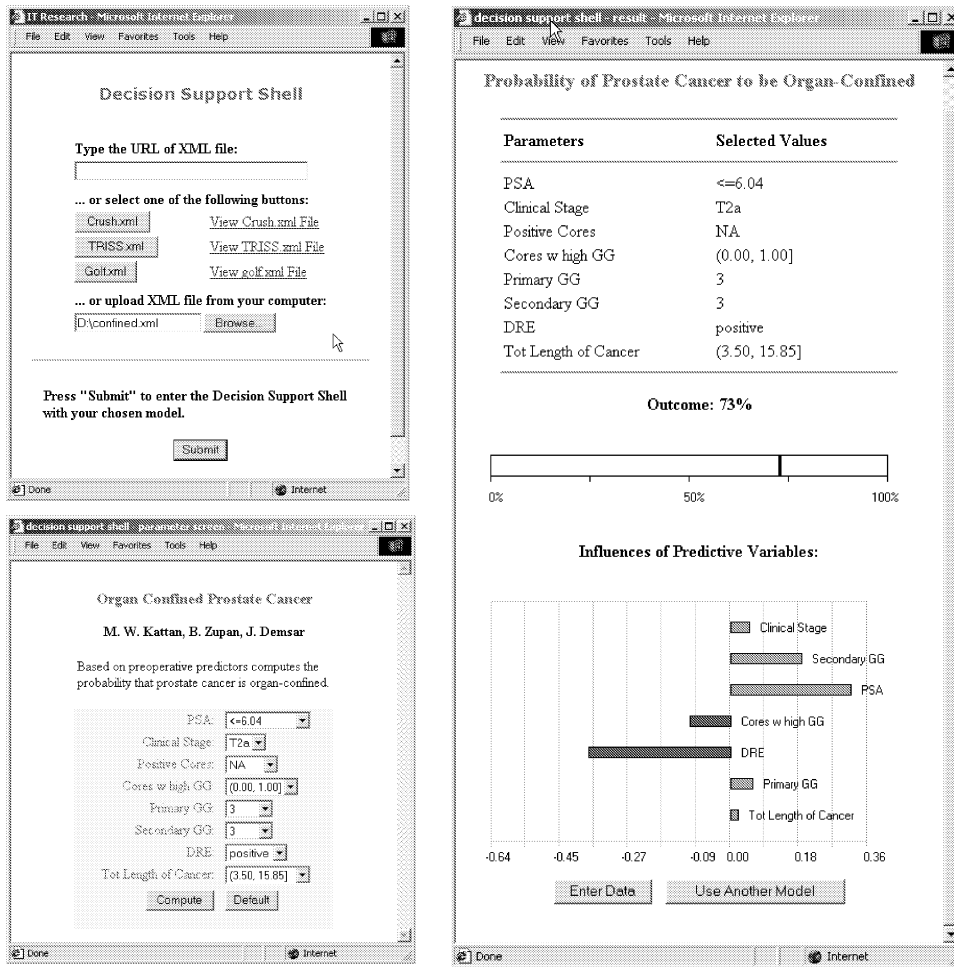 IT Research - Microsoft Internet Explorer
File Edit View Favorites Tools Help
Decision Support Shell
Type the URL of XML file:
... or select one of the following buttons:
Crush.xml View Crush.xml File
TRISS.xml View TRISS.xml File
Golf.xml View golf.xml File
... or upload XML file from your computer:
D:\confined.xml Browse...
Press "Submit" to enter the Decision Support Shell
with your chosen model.
Submit
Done Internet
decision support shell - parameter screen - Microsoft Internet Explorer
File Edit View Favorites Tools Help
Organ Confined Prostate Cancer
M. W. Kattan, B. Zupan, J. Demsar
Based on preoperative predictors computes the
probability that prostate cancer is organ-confined.
PSA: <=6.04
Clinical Stage: T2a
Positive Cores: NA
Cores w high GG: (0.00, 1.00]
Primary GG: 3
Secondary GG: 3
DRE: positive
Tot Length of Cancer: (3.50, 15.85]
Compute Default
Done Internet
decision support shell - result - Microsoft Internet Explorer
File Edit View Favorites Tools Help
Probability of Prostate Cancer to be Organ-Confined
Parameters Selected Values
PSA <=6.04
Clinical Stage T2a
Positive Cores NA
Cores w high GG (0.00, 1.00]
Primary GG 3
Secondary GG 3
DRE positive
Tot Length of Cancer (3.50, 15.85]
Outcome: 73%
0% 50% 100%
Influences of Predictive Variables:
Clinical Stage
Secondary GG
PSA
Cores w high GG
DRE
Primary GG
Tot Length of Cancer
-0.64 -0.45 -0.27 -0.09 0.00 0.18 0.36
Enter Data Use Another Model
Done Internet